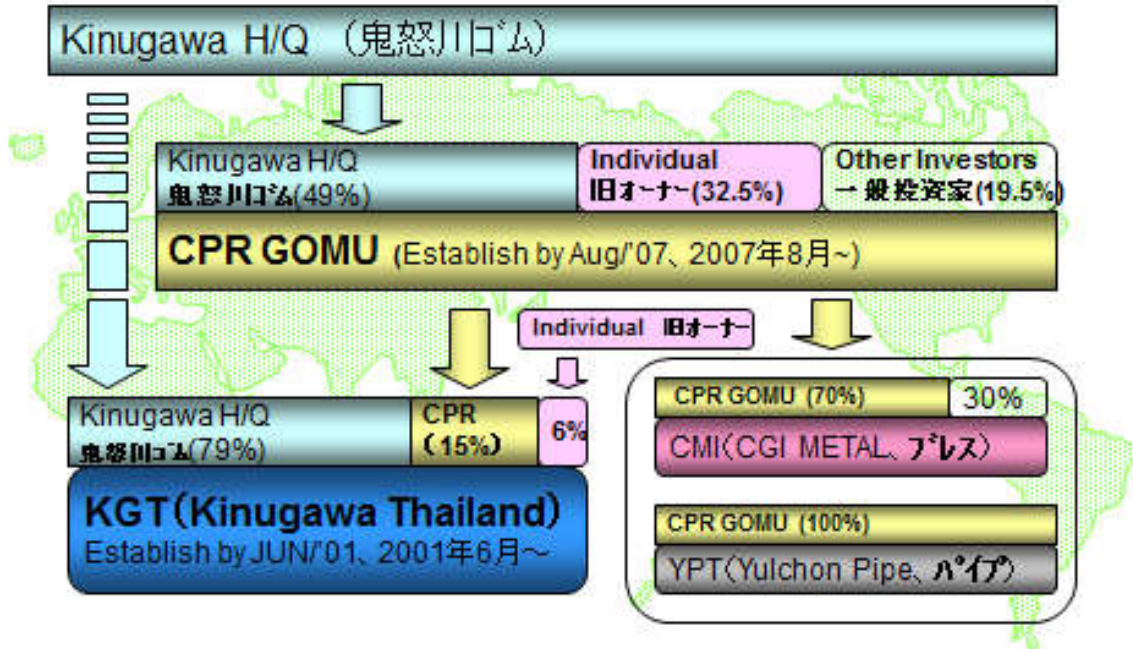 Kinugawa H/Q （鬼怒川ｺﾞﾑ）
Kinugawa H/Q
鬼怒川ｺﾞﾑ(49%)
Individual
旧ｵｰﾅｰ(32.5%)
Other Investors
一般投資家(19.5%)
CPR GOMU (Establish by Aug/'07、2007年8月~)
Individual 旧ｵｰﾅｰ
Kinugawa H/Q
鬼怒川ｺﾞﾑ(79%)
CPR
（15%）
6%
KGT（Kinugawa Thailand）
Establish by JUN/'01、2001年6月～
CPR GOMU (70%)
30%
CMI（CGI METAL、ﾌﾟﾚｽ）
CPR GOMU (100%)
YPT（Yulchon Pipe、ﾊﾟｲﾌﾟ）